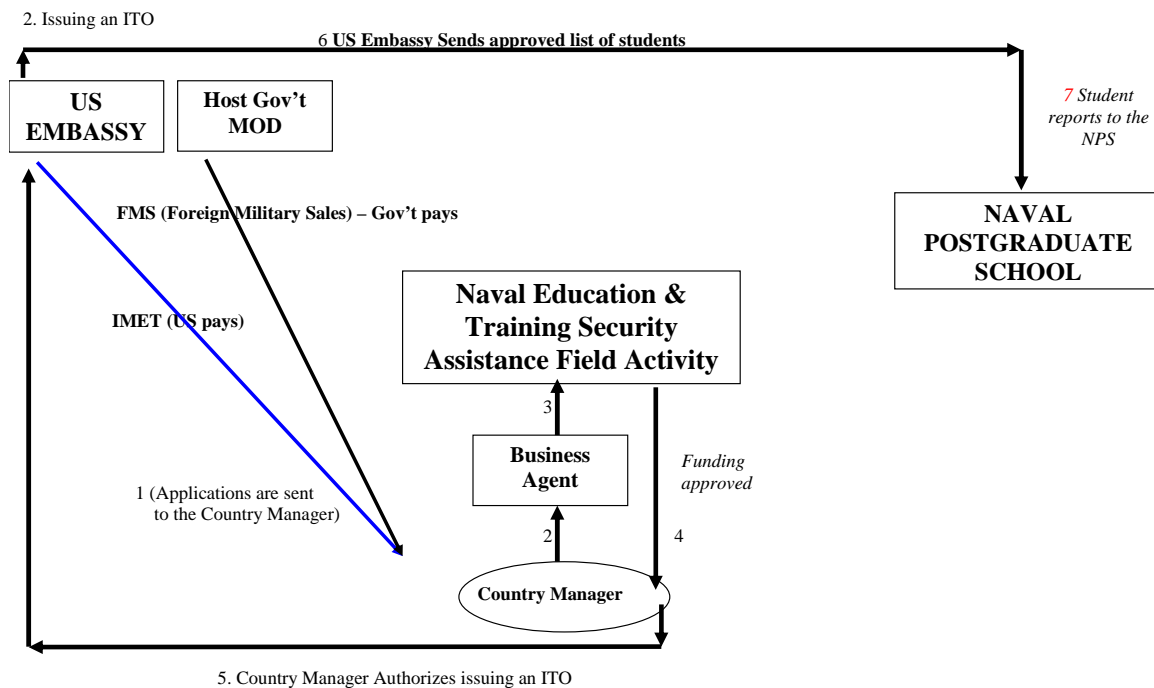 2. Issuing an ITO
6 US Embassy Sends approved list of students
US
EMBASSY
Host Gov't
MOD
7 Student
reports to the
NPS
FMS (Foreign Military Sales) – Gov't pays
NAVAL
POSTGRADUATE
SCHOOL
Naval Education &
Training Security
Assistance Field Activity
IMET (US pays)
3
Business
Agent
Funding
approved
1 (Applications are sent
to the Country Manager)
2
4
Country Manager
5. Country Manager Authorizes issuing an ITO